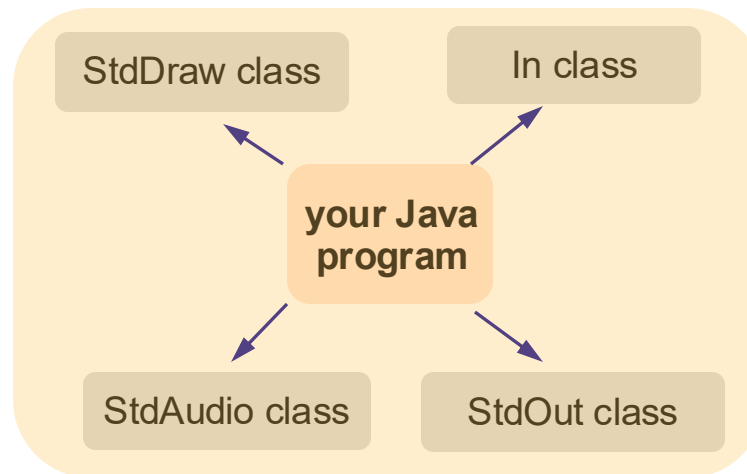 StdDraw class
In class
your Java
program
StdAudio class
StdOut class